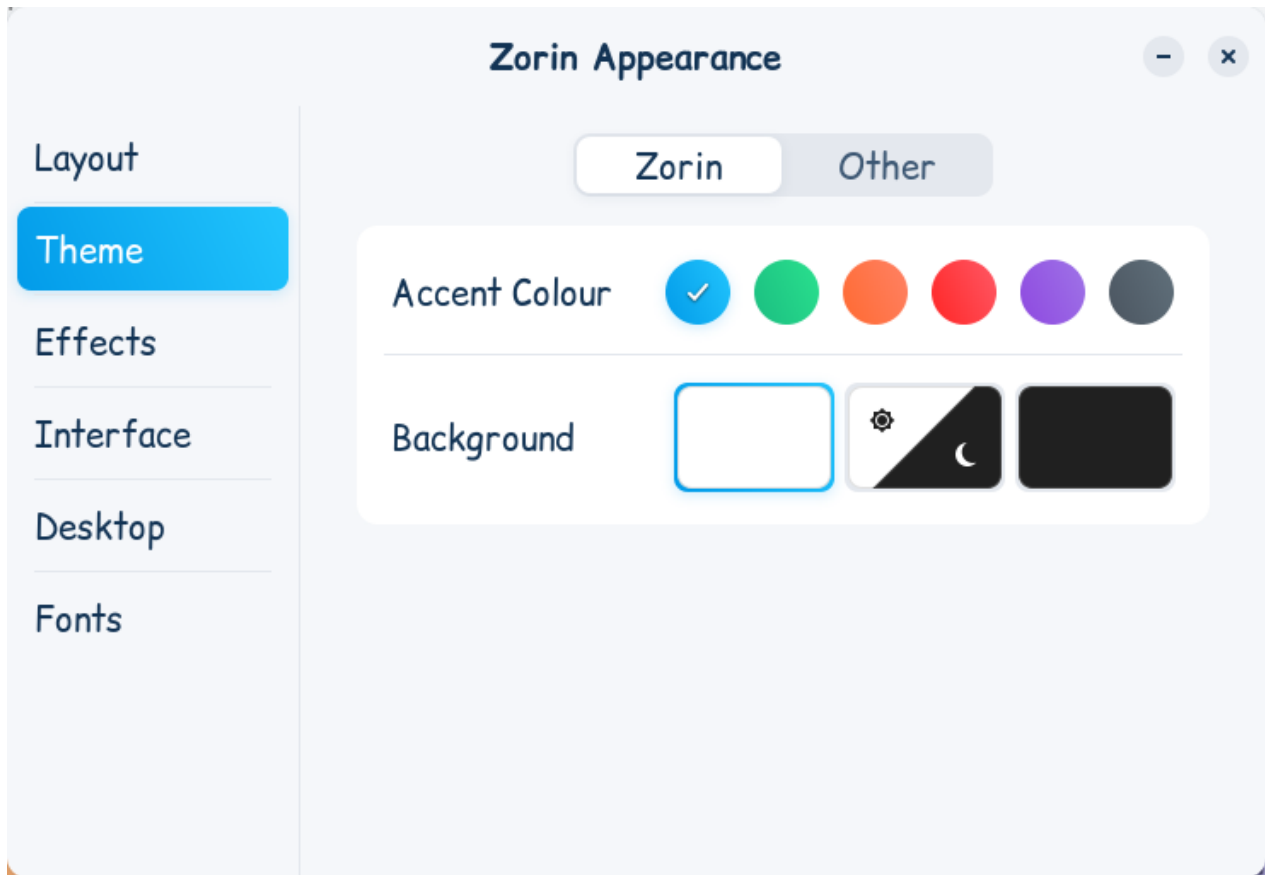 Zorin Appearance
Layout
Theme
Effects
Interface
Desktop
Fonts
Zorin
Other
Accent Colour
Background